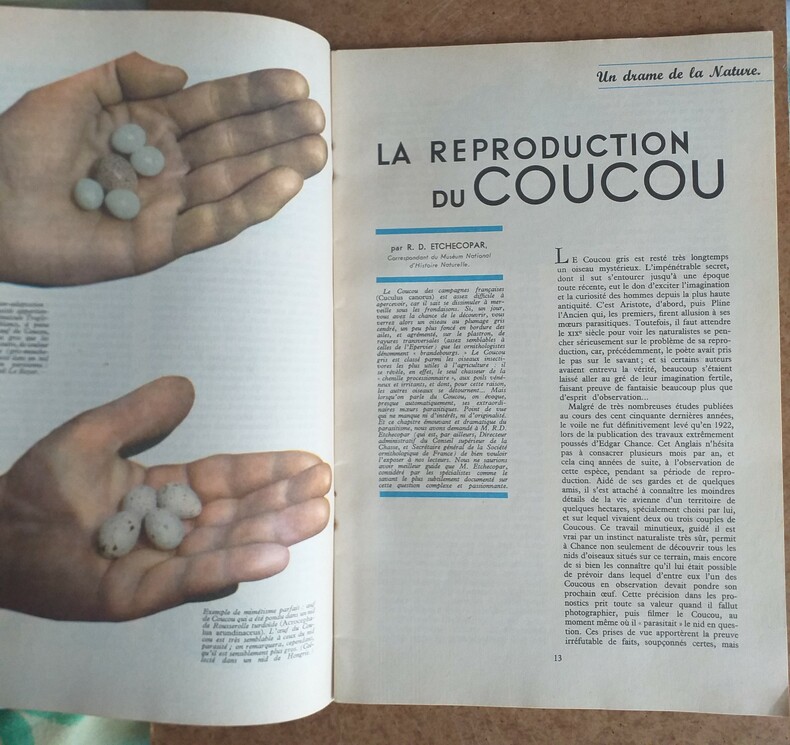 Exemple de mimétisme parfait : œuf
de Coucou qui a été pondu dans un nid
de Rousserolle turdoïde (Acrocepha-
lus arundinaceus). L'œuf du Cou-
cou est très semblable à ceux du nid
parasité ; on remarquera, cependant,
qu'il est sensiblement plus gros. (Col-
lecté dans un nid de Hongrie.)
Un drame de la Nature.
LA REPRODUCTION
DU COUCOU
par R. D. ETCHECOPAR,
Correspondant du Muséum National
d'Histoire Naturelle.
Le Coucou des campagnes françaises
(Cuculus canorus) est assez difficile à
apercevoir, car il sait se dissimuler à mer-
veille sous les frondaisons. Si, un jour,
vous avez la chance de le découvrir, vous
verrez alors un oiseau au plumage gris
cendré, un peu plus foncé en bordure des
ailes, et agrémenté, sur le plastron, de
rayures transversales (assez semblables à
celles de l'Epervier) que les ornithologistes
dénomment « brandebourgs. » Le Coucou
gris est classé parmi les oiseaux insecti-
vores les plus utiles à l'agriculture : il
se révèle, en effet, le seul chasseur de la
« chenille processionnaire », aux poils véné-
neux et irritants, et dont, pour cette raison,
les autres oiseaux se détournent... Mais
lorsqu'on parle du Coucou, on évoque,
presque automatiquement, ses extraordi-
naires mœurs parasitiques. Point de vue
qui ne manque ni d'intérêt, ni d'originalité.
Et ce chapitre émouvant et dramatique du
parasitisme, nous avons demandé à M. R.D.
Etchecopar (qui est, par ailleurs, Directeur
administratif du Conseil supérieur de la
Chasse, et Secrétaire général de la Société
ornithologique de France) de bien vouloir
l'exposer à nos lecteurs. Nous ne saurions
avoir meilleur guide que M. Etchecopar,
considéré par les spécialistes comme le
savant le plus subtilement documenté sur
cette question complexe et passionnante.
LE Coucou gris est resté très longtemps
un oiseau mystérieux. L'impénétrable secret,
dont il sut s'entourer jusqu'à une époque
toute récente, eut le don d'exciter l'imagination
et la curiosité des hommes depuis la plus haute
antiquité. C'est Aristote, d'abord, puis Pline
l'Ancien qui, les premiers, firent allusion à ses
mœurs parasitiques. Toutefois, il faut attendre
le XIXe siècle pour voir les naturalistes se pen-
cher sérieusement sur le problème de sa repro-
duction, car, précédemment, le poète avait pris
le pas sur le savant ; et si certains auteurs
avaient entrevu la vérité, beaucoup s'étaient
laissé aller au gré de leur imagination fertile,
faisant preuve de fantaisie beaucoup plus que
d'esprit d'observation...
Malgré de très nombreuses études publiées
au cours des cent cinquante dernières années,
le voile ne fut définitivement levé qu'en 1922,
lors de la publication des travaux extrêmement
poussés d'Edgar Chance. Cet Anglais n'hésita
pas à consacrer plusieurs mois par an, et
cela cinq années de suite, à l'observation de
cette espèce, pendant sa période de repro-
duction. Aidé de ses gardes et de quelques
amis, il s'est attaché à connaître les moindres
détails de la vie avienne d'un territoire de
quelques hectares, spécialement choisi par lui,
et sur lequel vivaient deux ou trois couples de
Coucous. Ce travail minutieux, guidé il est
vrai par un instinct naturaliste très sûr, permit
à Chance non seulement de découvrir tous les
nids d'oiseaux situés sur ce terrain, mais encore
de si bien les connaître qu'il lui était possible
de prévoir dans lequel d'entre eux l'un des
Coucous en observation devait pondre son
prochain œuf. Cette précision dans les pro-
nostics prit toute sa valeur quand il fallut
photographier, puis filmer le Coucou, au
moment même où il « parasitait » le nid en ques-
tion. Ces prises de vue apportèrent la preuve
irréfutable de faits, soupçonnés certes, mais
13